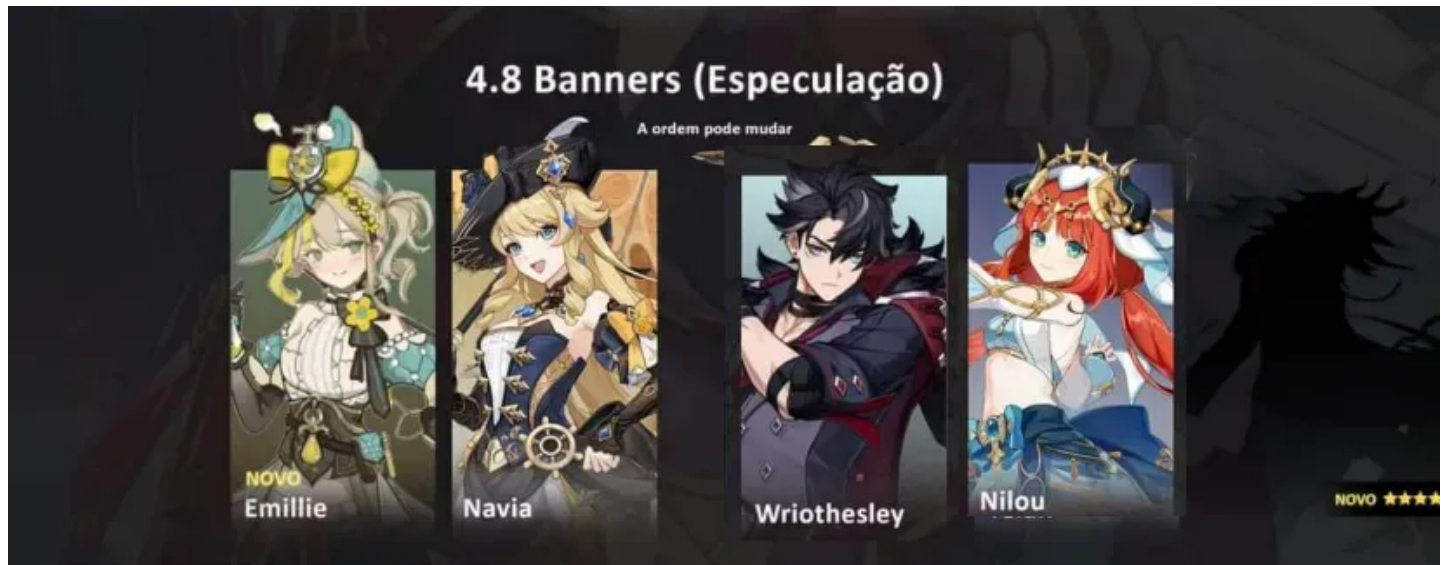 4.8 Banners (Especulação)
A ordem pode mudar
NOVO
Emillie
Navia
Wriothesley
Nilou
NOVO ★★★★